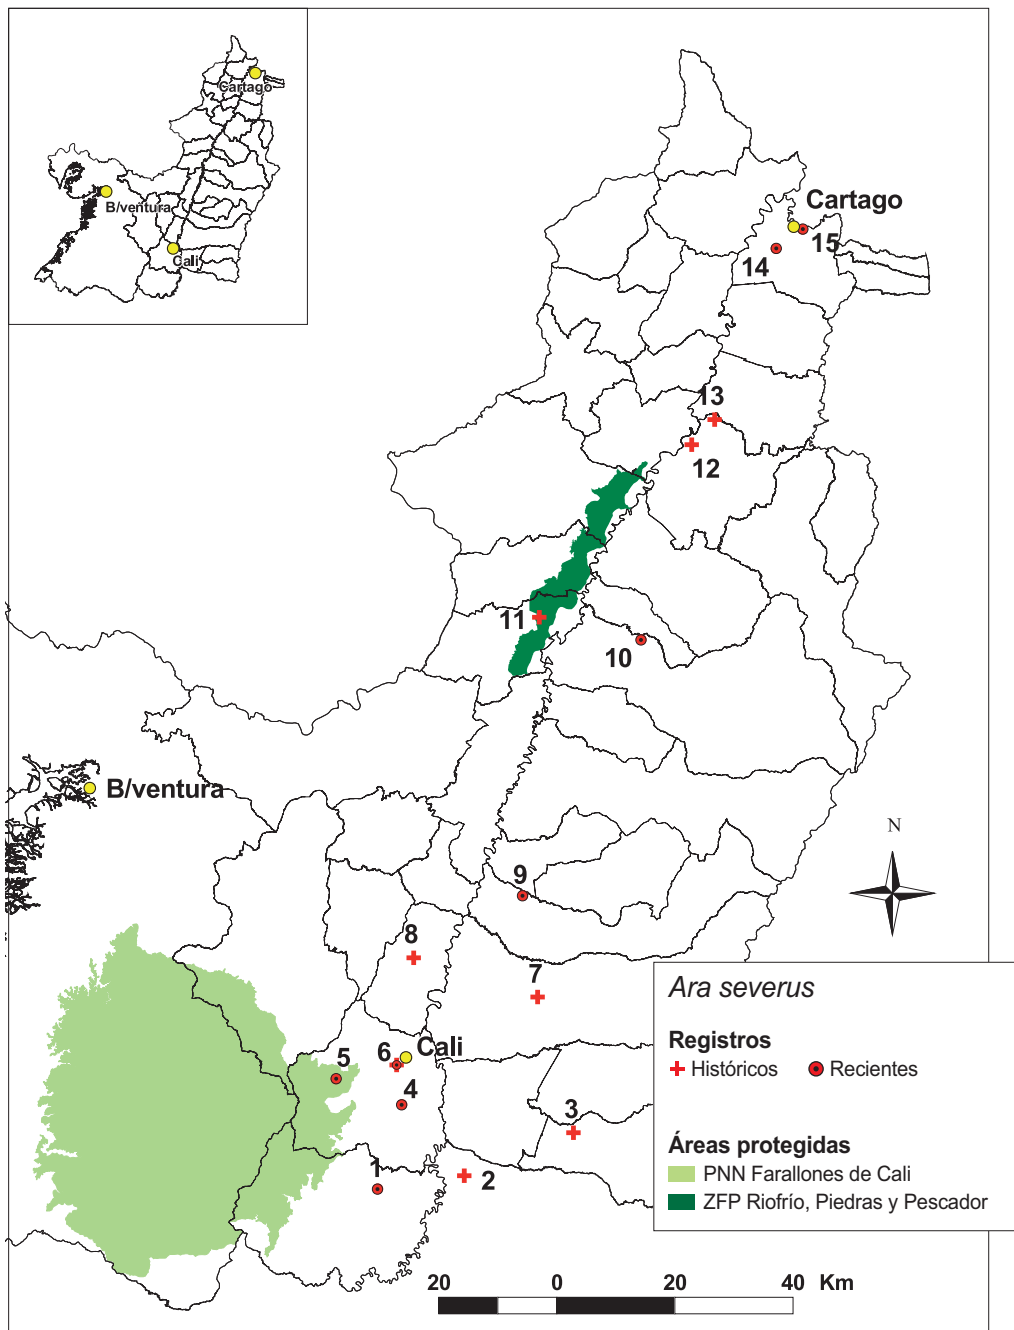 Cartago
B/ventura
Cali
Cartago
15
14
13
12
11
10
B/ventura
N
9
8
7
Ara severus
Registros
Históricos
Recientes
6
Cali
5
4
3
Áreas protegidas
PNN Farallones de Cali
ZFP Riofrío, Piedras y Pescador
1
2
20 0 20 40 Km